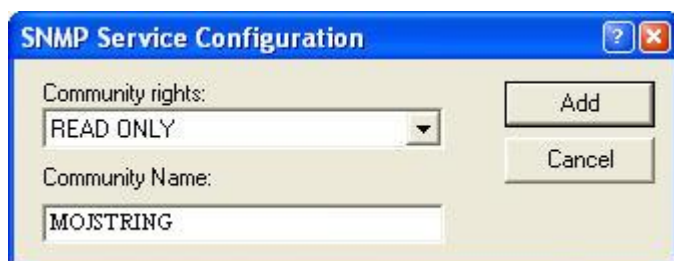 SNMP Service Configuration
Community rights:
READ ONLY
Add
Cancel
Community Name:
MOJSTRING